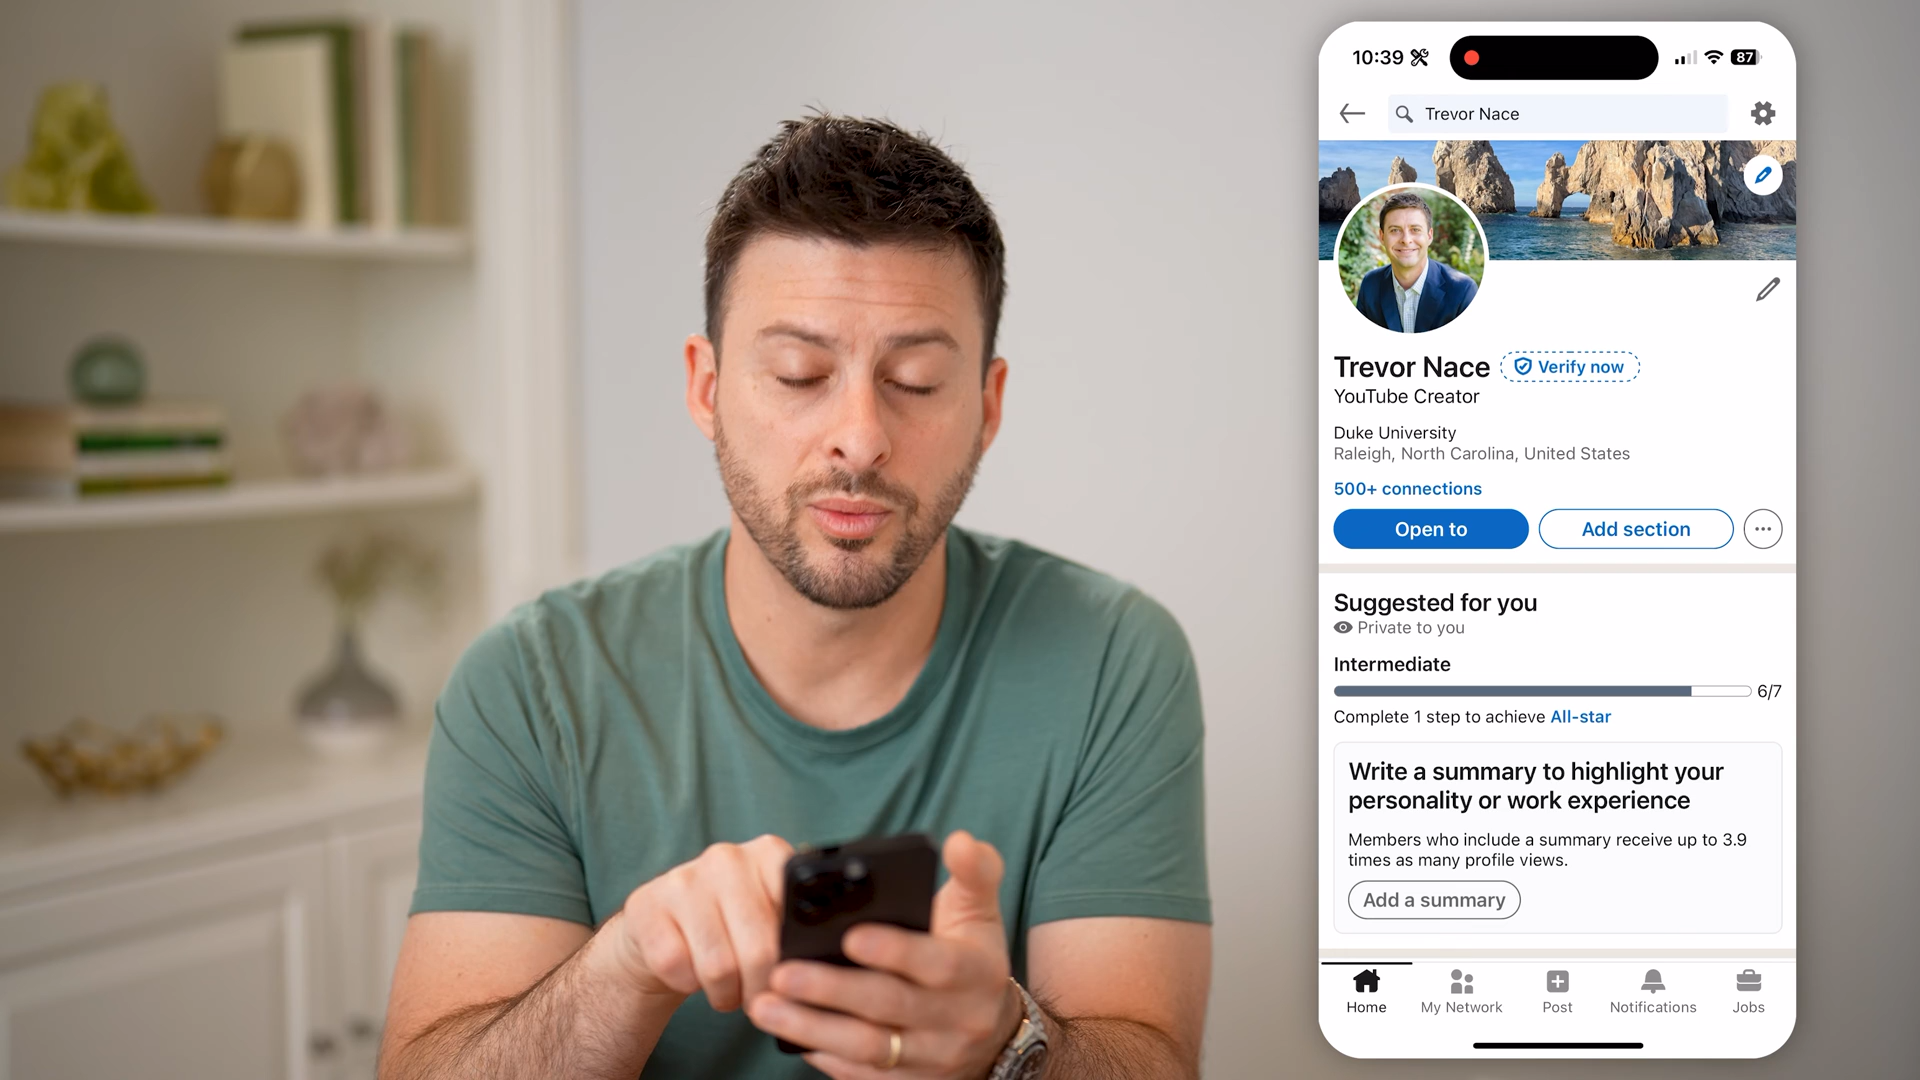 10:39
87
Trevor Nace
Trevor Nace
Verify now
YouTube Creator
Duke University
Raleigh, North Carolina, United States
500+ connections
Open to
Add section
Suggested for you
Private to you
Intermediate
6/7
Complete 1 step to achieve All-star
Write a summary to highlight your
personality or work experience
Members who include a summary receive up to 3.9
times as many profile views.
Add a summary
Home
My Network
Post
Notifications
Jobs